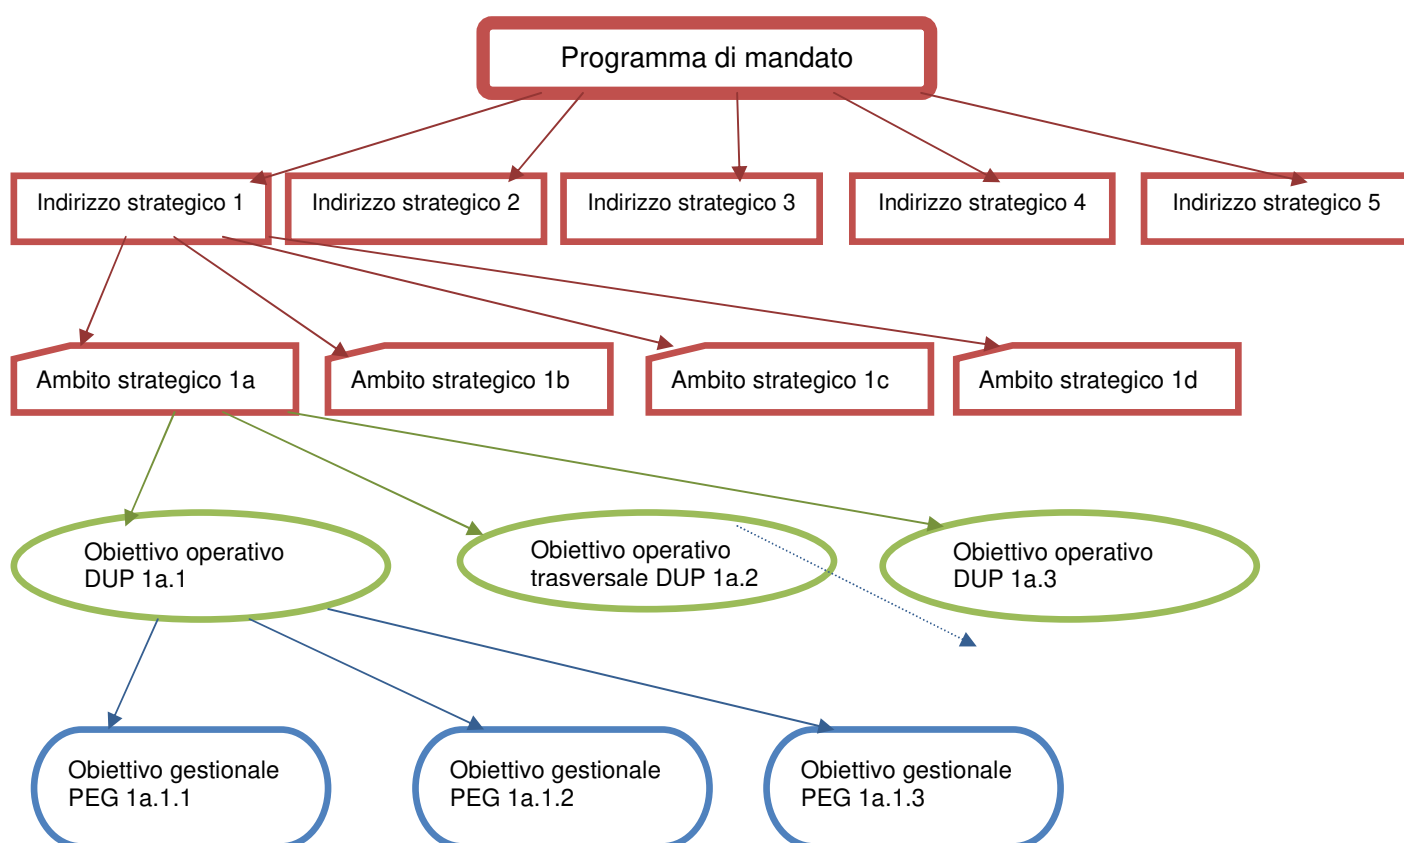 Programma di mandato
Indirizzo strategico 1
Indirizzo strategico 2
Indirizzo strategico 3
Indirizzo strategico 4
Indirizzo strategico 5
Ambito strategico 1a
Ambito strategico 1b
Ambito strategico 1c
Ambito strategico 1d
Obiettivo operativo
DUP 1a.1
Obiettivo operativo
trasversale DUP 1a.2
Obiettivo operativo
DUP 1a.3
Obiettivo gestionale
PEG 1a.1.1
Obiettivo gestionale
PEG 1a.1.2
Obiettivo gestionale
PEG 1a.1.3